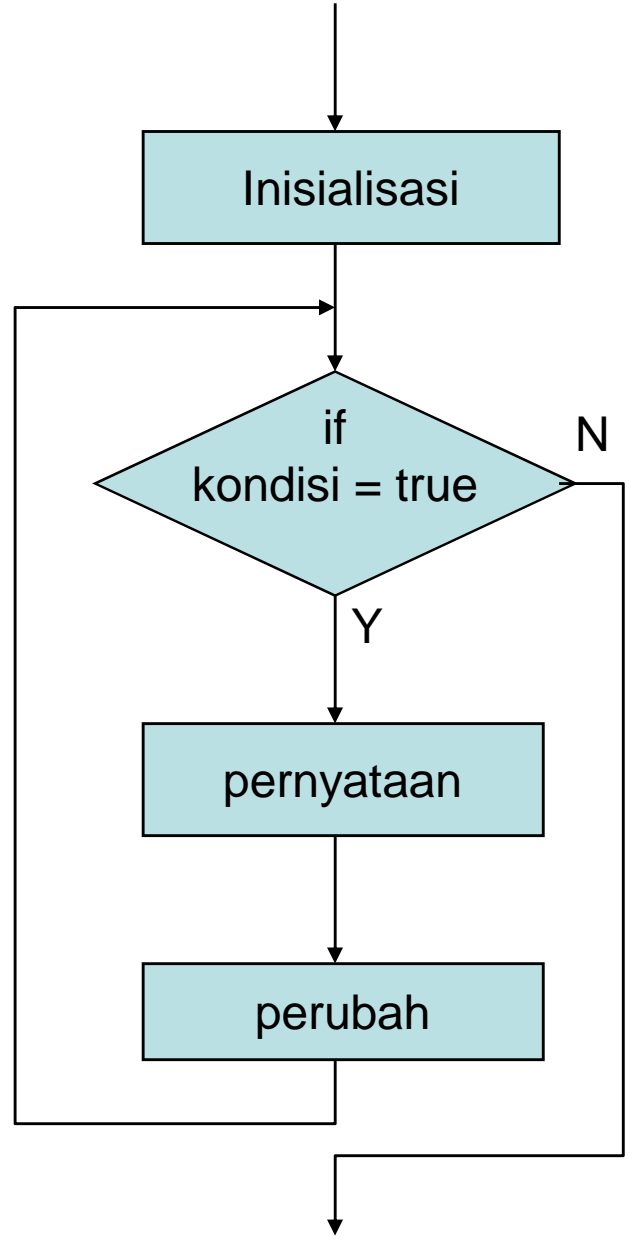 Inisialisasi
if
kondisi = true
N
Y
pernyataan
perubah